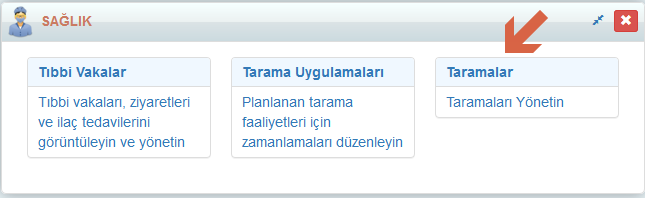 SAĞLIK
Tıbbi Vakalar
Tıbbi vakaları, ziyaretleri
ve ilaç tedavilerini
görüntüleyin ve yönetin
Tarama Uygulamaları
Planlanan tarama
faaliyetleri için
zamanlamaları düzenleyin
Taramalar
Taramaları Yönetin